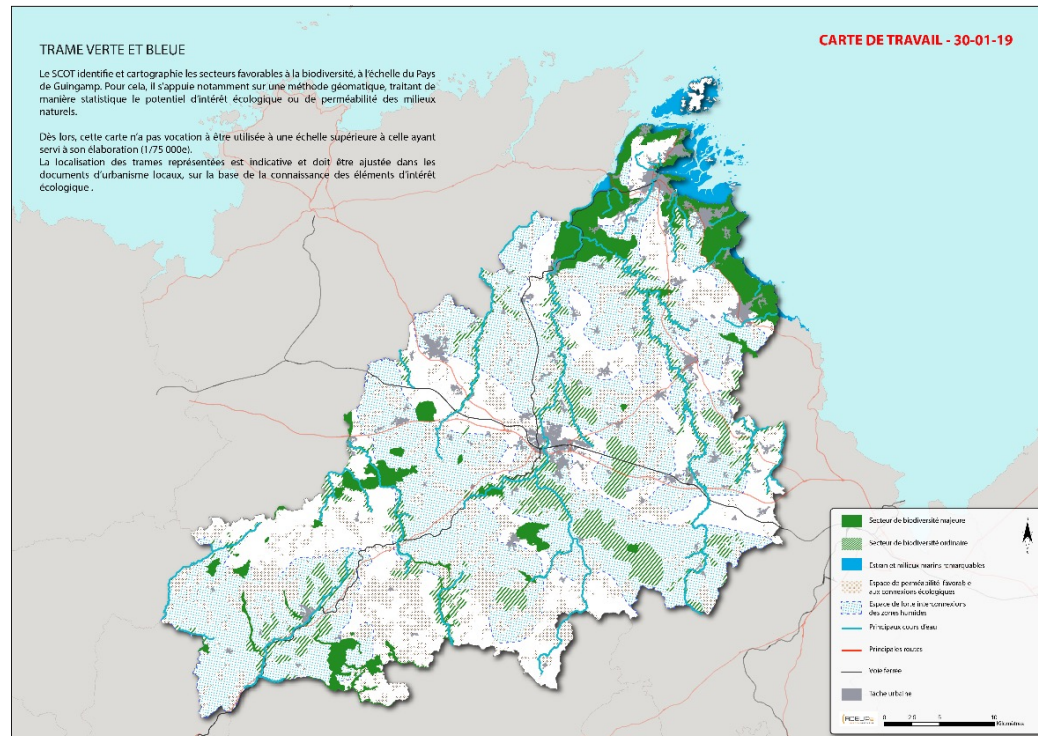 TRAME VERTE ET BLEUE
CARTE DE TRAVAIL - 30-01-19
Le SCOT identifie et cartographie les secteurs favorables à la biodiversité, à l'échelle du Pays
de Guingamp. Pour cela, il s'appuie notamment sur une méthode géomatique, traitant de
manière statistique le potentiel d'intérêt écologique ou de perméabilité des milieux
naturels.
Dès lors, cette carte n'a pas vocation à être utilisée à une échelle supérieure à celle ayant
servi à son élaboration (1/75 000e).
La localisation des trames représentées est indicative et doit être ajustée dans les
documents d'urbanisme locaux, sur la base de la connaissance des éléments d'intérêt
écologique .
Secteur de biodiversité majeure
Secteur de biodiversité ordinaire
Estran et milieux marins remarquables
Espace de perméabilité favorable
aux connexions écologiques
Espace de forte interconnexions
des zones humides
Principaux cours d'eau
Principales routes
Voie ferrée
Tache urbaine
0 2.5 5 10
Kilomètres